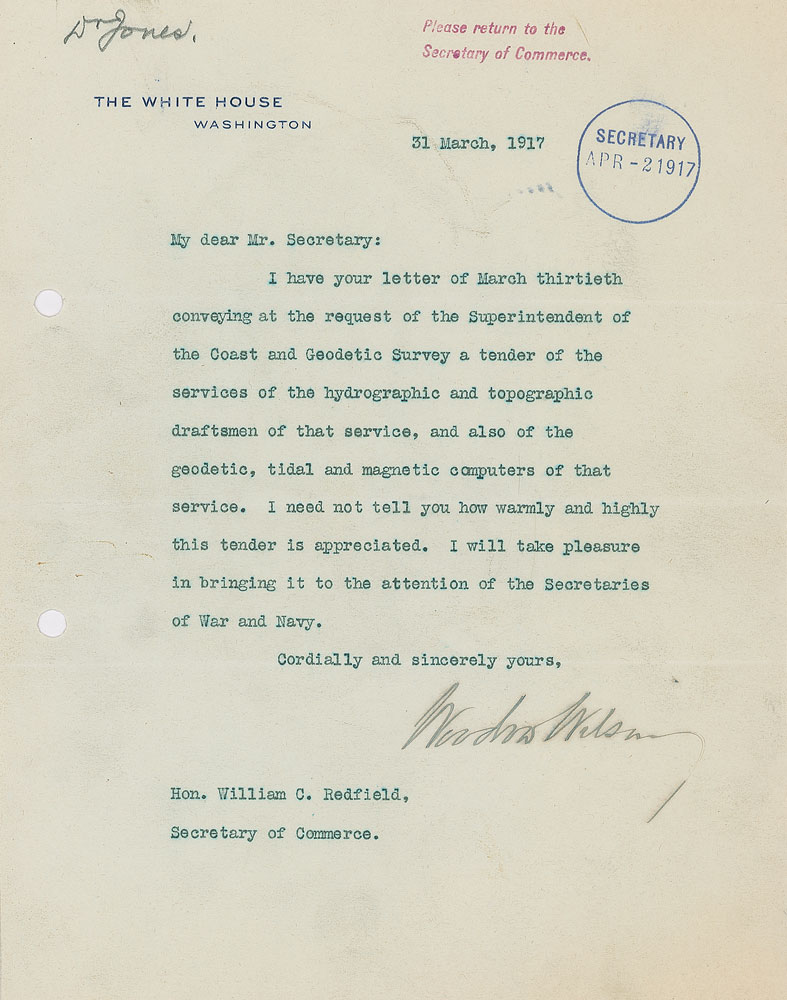 Dr Jones.
Please return to the
Secretary of Commerce.
THE WHITE HOUSE
WASHINGTON
31 March, 1917
SECRETARY
APR -2 1917
My dear Mr. Secretary:
I have your letter of March thirtieth
conveying at the request of the Superintendent of
the Coast and Geodetic Survey a tender of the
services of the hydrographic and topographic
draftsmen of that service, and also of the
geodetic, tidal and magnetic computers of that
service. I need not tell you how warmly and highly
this tender is appreciated. I will take pleasure
in bringing it to the attention of the Secretaries
of War and Navy.
Cordially and sincerely yours,
Woodrow Wilson
Hon. William C. Redfield,
Secretary of Commerce.